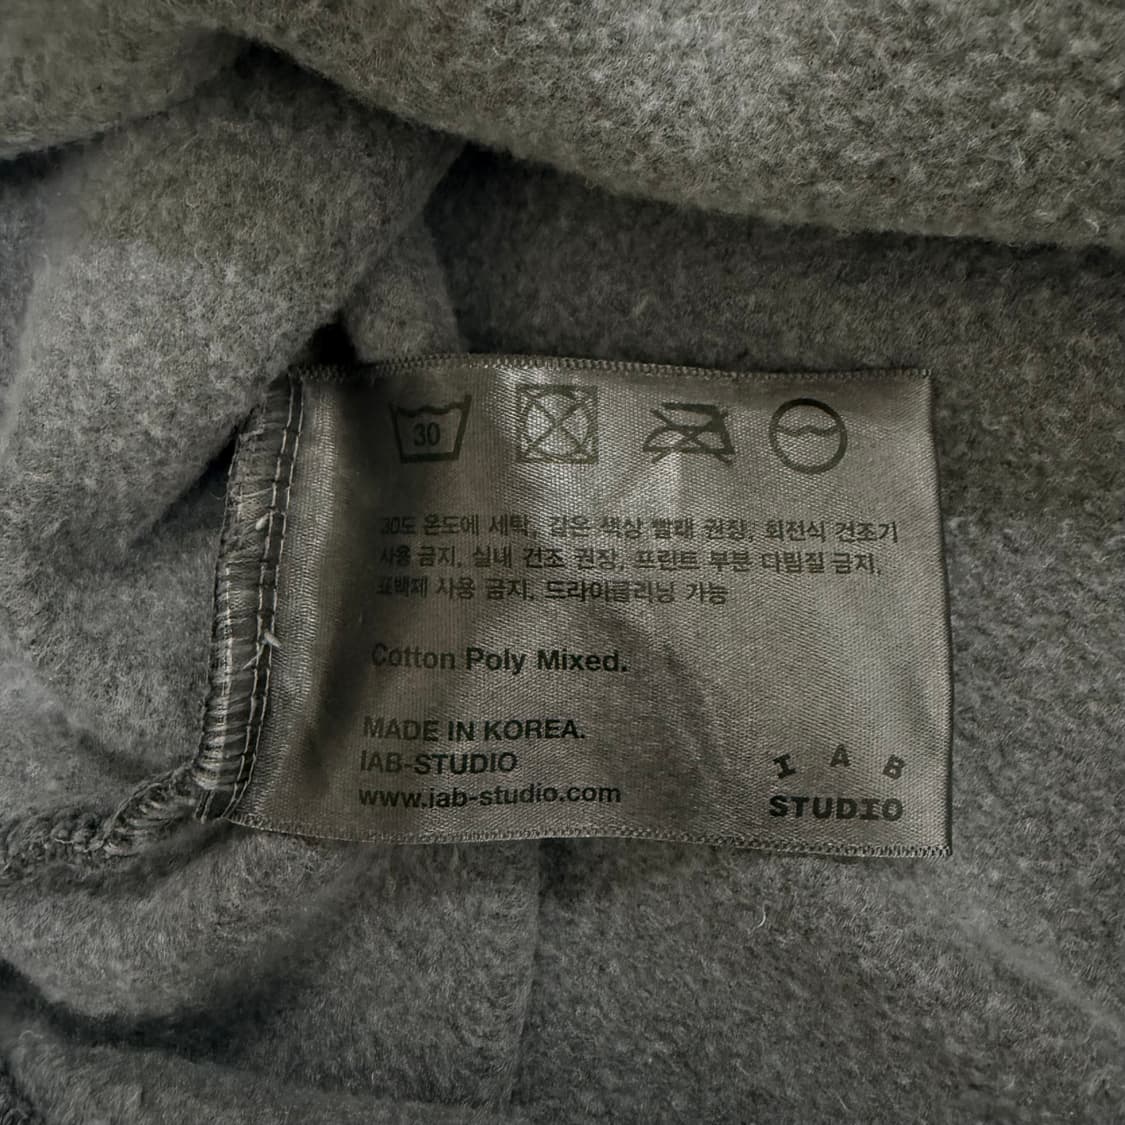 30
30도 온도에 세탁, 같은 색상 빨래 권장, 회전식 건조기
사용 금지, 실내 건조 권장, 프린트 부분 다림질 금지,
표백제 사용 금지, 드라이클리닝 가능
Cotton Poly Mixed.
MADE IN KOREA.
IAB-STUDIO
www.iab-studio.com
I A B
STUDIO